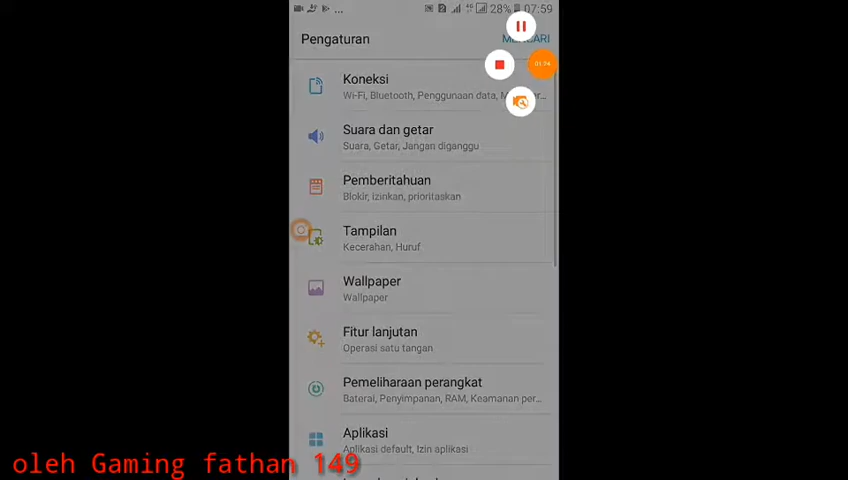 ... 28% 07:59
Pengaturan
Koneksi
Wi-Fi, Bluetooth, Penggunaan data,
01:74
Suara dan getar
Suara, Getar, Jangan diganggu
Pemberitahuan
Blokir, izinkan, prioritaskan
Tampilan
Kecerahan, Huruf
Wallpaper
Wallpaper
Fitur lanjutan
Operasi satu tangan
Pemeliharaan perangkat
Baterai, Penyimpanan, RAM, Keamanan per...
Aplikasi
Aplikasi default, Izin aplikasi
oleh Gaming fathan 149